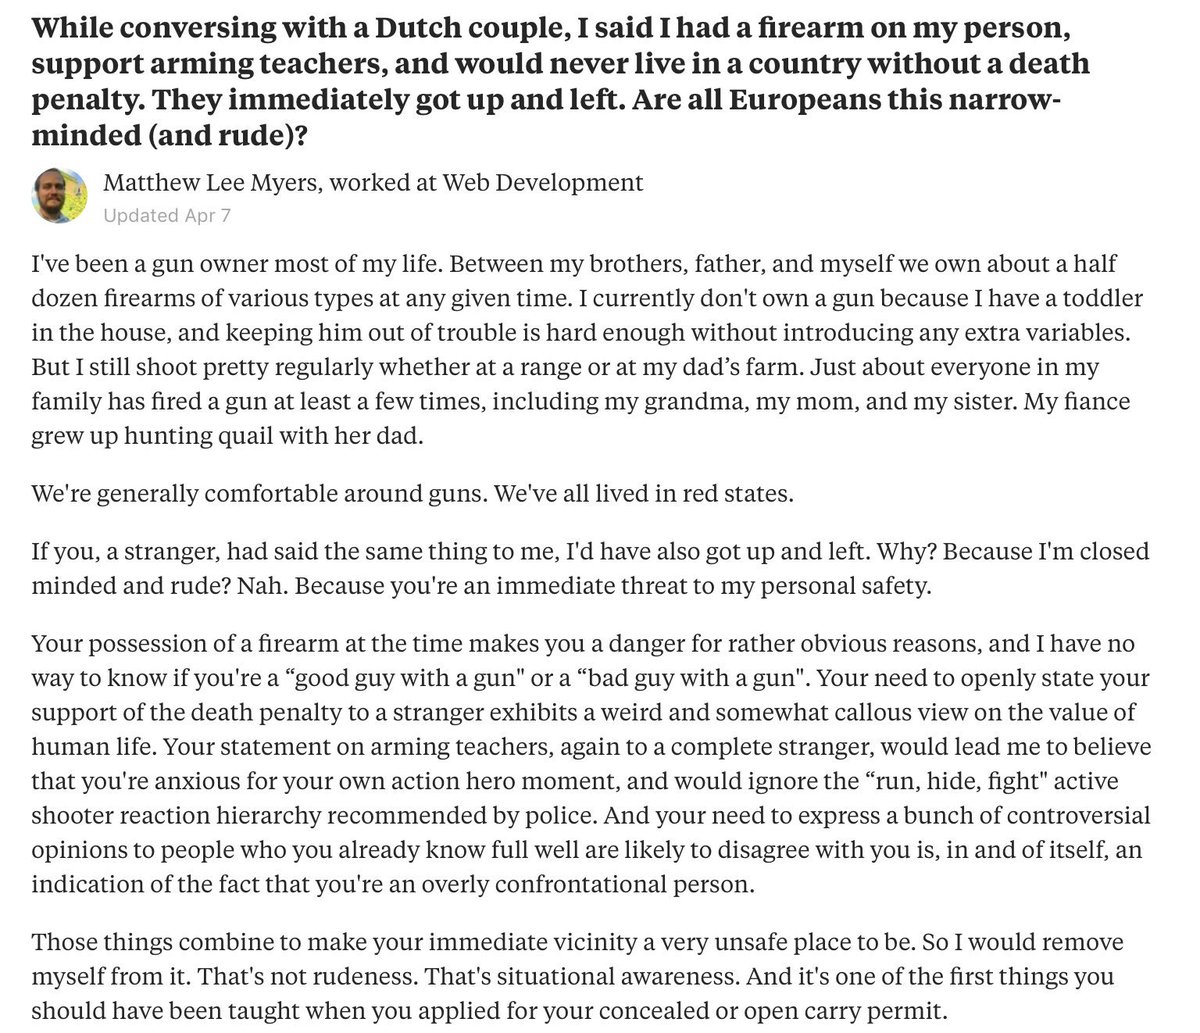 While conversing with a Dutch couple, I said I had a firearm on my person,
support arming teachers, and would never live in a country without a death
penalty. They immediately got up and left. Are all Europeans this narrow-
minded (and rude)?
Matthew Lee Myers, worked at Web Development
Updated Apr 7
I've been a gun owner most of my life. Between my brothers, father, and myself we own about a half
dozen firearms of various types at any given time. I currently don't own a gun because I have a toddler
in the house, and keeping him out of trouble is hard enough without introducing any extra variables.
But I still shoot pretty regularly whether at a range or at my dad’s farm. Just about everyone in my
family has fired a gun at least a few times, including my grandma, my mom, and my sister. My fiance
grew up hunting quail with her dad.
We're generally comfortable around guns. We've all lived in red states.
If you, a stranger, had said the same thing to me, I'd have also got up and left. Why? Because I'm closed
minded and rude? Nah. Because you're an immediate threat to my personal safety.
Your possession of a firearm at the time makes you a danger for rather obvious reasons, and I have no
way to know if you're a “good guy with a gun" or a “bad guy with a gun". Your need to openly state your
support of the death penalty to a stranger exhibits a weird and somewhat callous view on the value of
human life. Your statement on arming teachers, again to a complete stranger, would lead me to believe
that you're anxious for your own action hero moment, and would ignore the “run, hide, fight" active
shooter reaction hierarchy recommended by police. And your need to express a bunch of controversial
opinions to people who you already know full well are likely to disagree with you is, in and of itself, an
indication of the fact that you're an overly confrontational person.
Those things combine to make your immediate vicinity a very unsafe place to be. So I would remove
myself from it. That's not rudeness. That's situational awareness. And it's one of the first things you
should have been taught when you applied for your concealed or open carry permit.